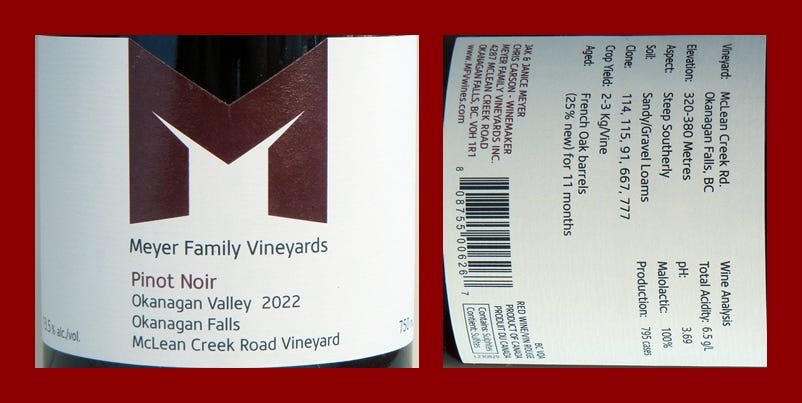 M
Meyer Family Vineyards
Pinot Noir
Okanagan Valley 2022
Okanagan Falls
McLean Creek Road Vineyard
13.5% alc./vol.
750
Vineyard: McLean Creek Rd.
Okanagan Falls, BC
Elevation: 320-380 Metres
Aspect: Steep Southerly
Soil: Sandy/Gravel Loams
Clone: 114, 115, 91, 667, 777
Crop Yield: 2-3 Kg/Vine
Aged: French Oak barrels
(25% new) for 11 months
Wine Analysis
Total Acidity: 6.5 g/L
pH: 3.69
Malolactic: 100%
Production: 795 cases
JAK & JANICE MEYER
CHRIS CARSON - WINEMAKER
MEYER FAMILY VINEYARDS INC.
4287 MCLEAN CREEK ROAD
OKANAGAN FALLS, BC. V0H 1R1
www.MFVwines.com
8 08755 00626 7
BC VQA
RED WINE/VIN ROUGE
PRODUCT OF CANADA
PRODUIT DU CANADA
Contains: Sulphites
Contient: Sulfites
L230829